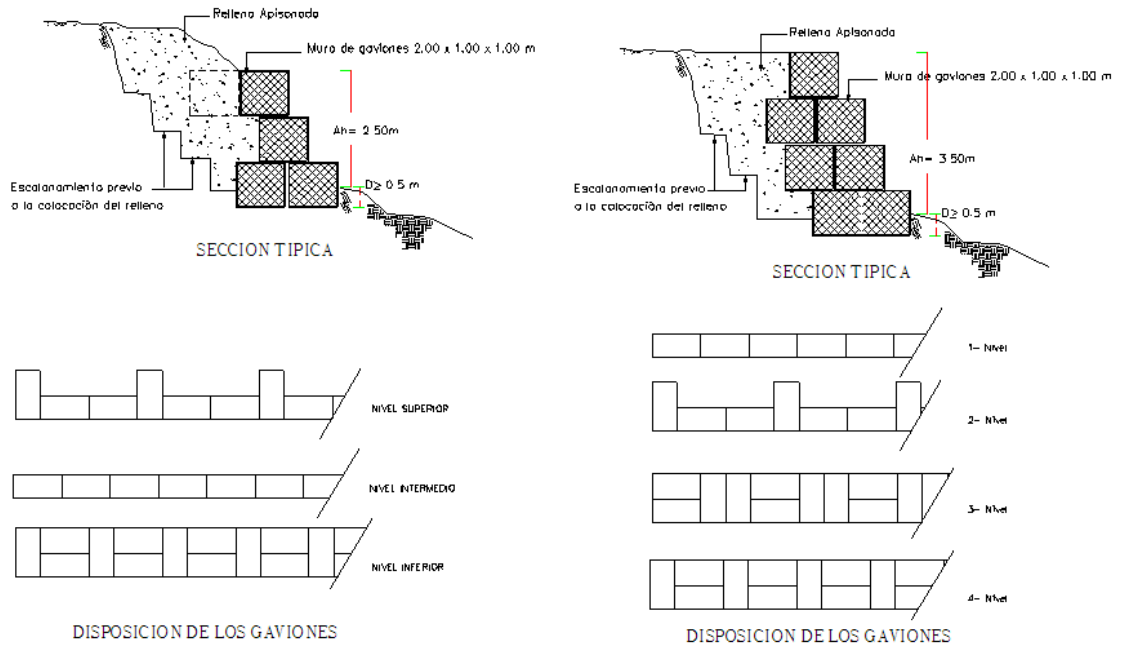 Relleno Apisonado
Muro de gaviones 2.00 x 1.00 x 1.00 m
Ah= 2.50m
Escalonamiento previo
a la colocación del relleno
D≥ 0.5 m
SECCION TIPICA
NIVEL SUPERIOR
NIVEL INTERMEDIO
NIVEL INFERIOR
DISPOSICION DE LOS GAVIONES
Relleno Apisonado
Muro de gaviones 2.00 x 1.00 x 1.00 m
Ah= 3.50m
Escalonamiento previo
a la colocación del relleno
D≥ 0.5 m
SECCION TIPICA
1- Nivel
2- Nivel
3- Nivel
4- Nivel
DISPOSICION DE LOS GAVIONES